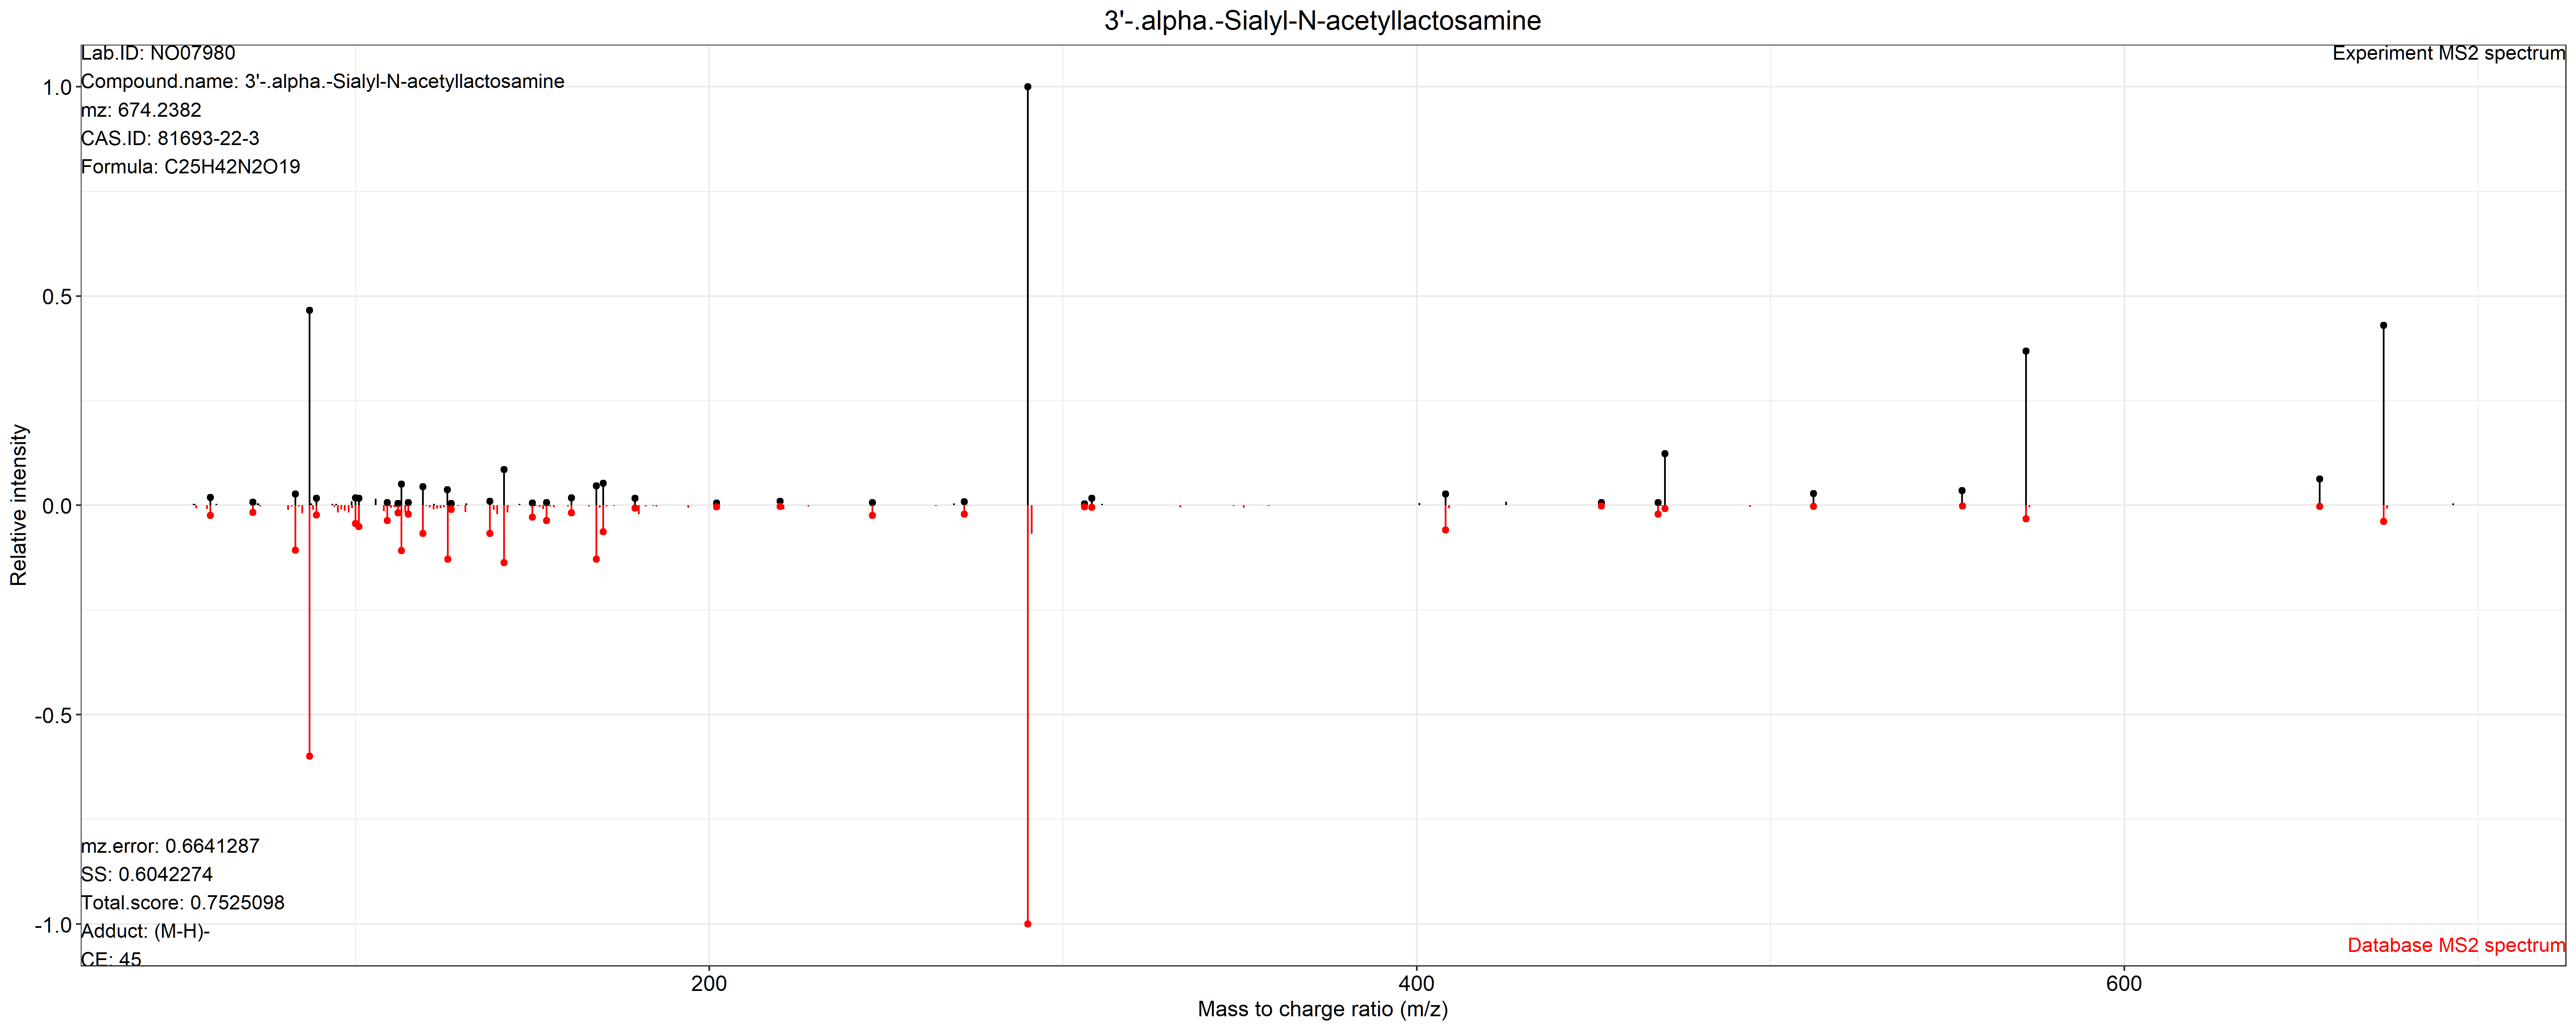 3'-.alpha.-Sialyl-N-acetyllactosamine
Lab.ID: NO07980
Experiment MS2 spectrum
Compound.name: 3'-.alpha.-Sialyl-N-acetyllactosamine
mz: 674.2382
CAS.ID: 81693-22-3
Formula: C25H42N2O19
1.0
0.5
0.0
-0.5
-1.0
Relative intensity
mz.error: 0.6641287
SS: 0.6042274
Total.score: 0.7525098
Adduct: (M-H)-
CE: 45
Database MS2 spectrum
200
400
600
Mass to charge ratio (m/z)